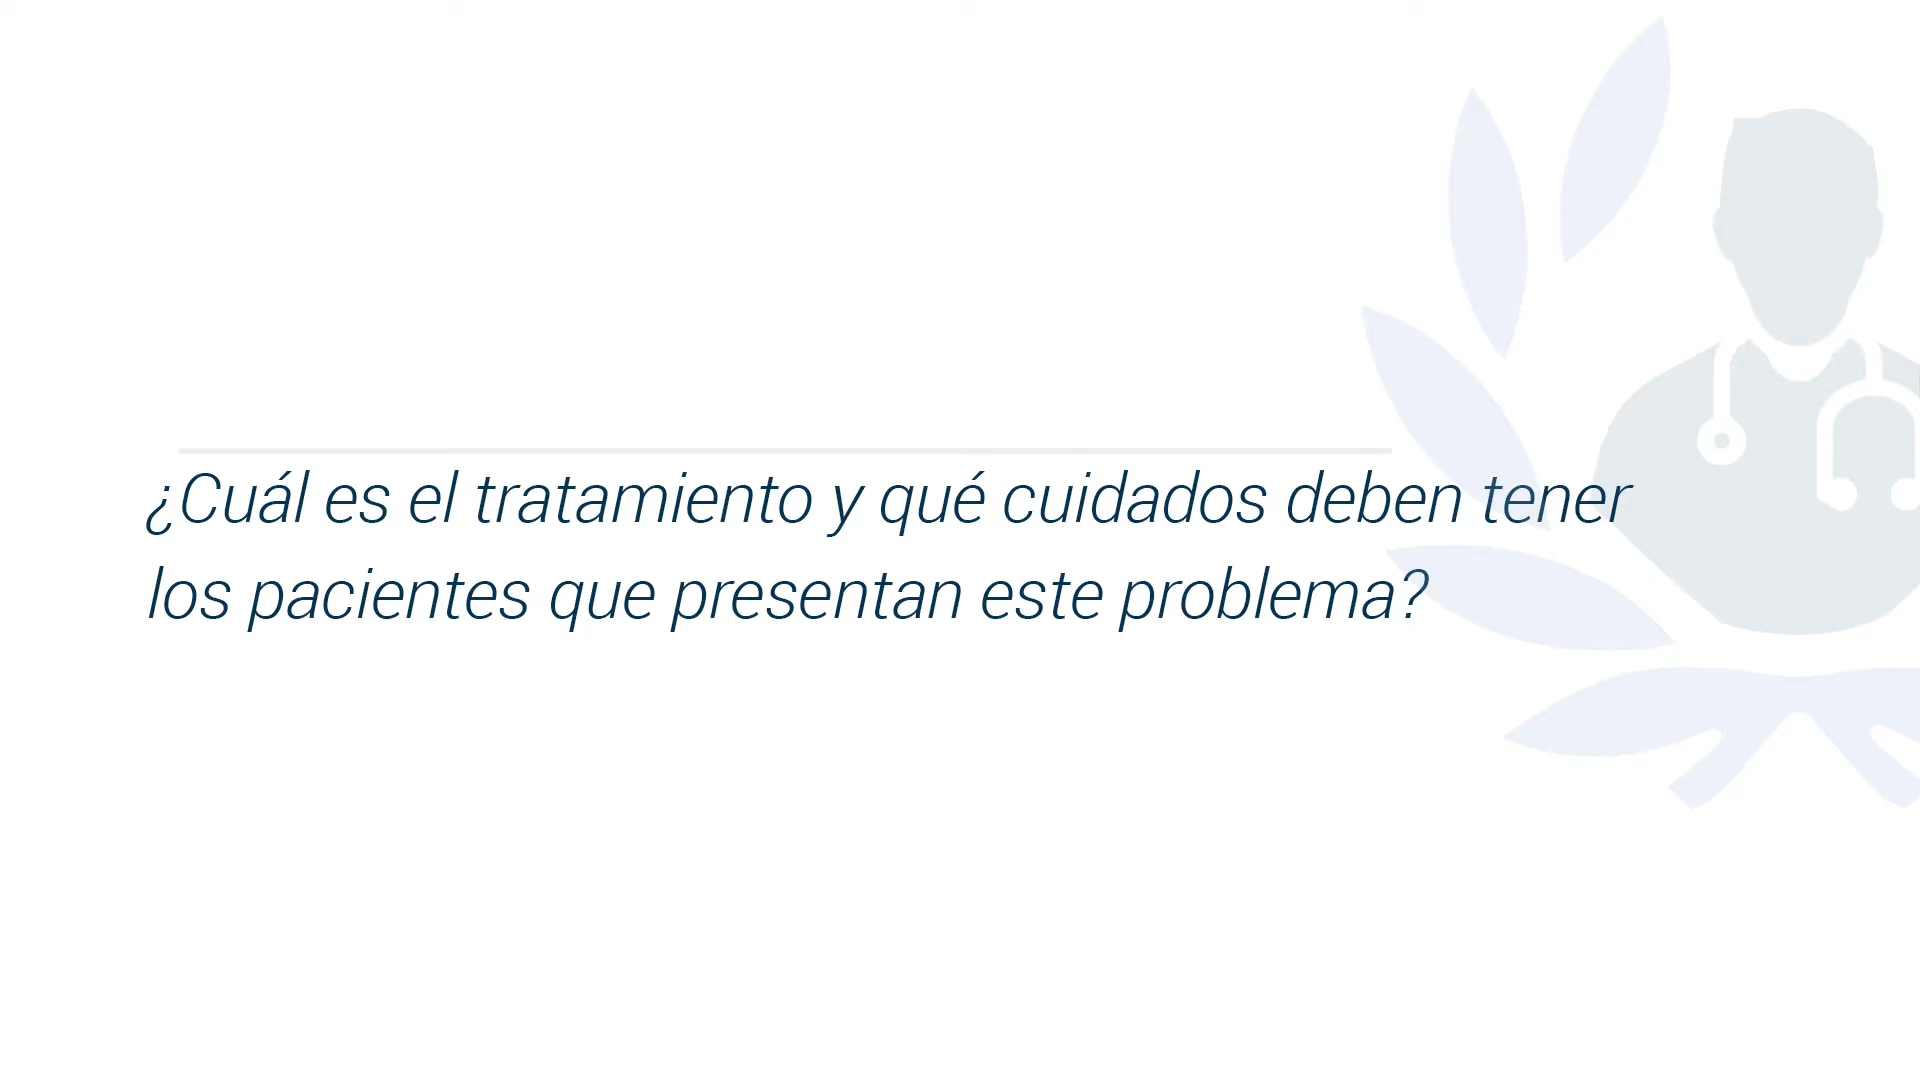 ¿Cuál es el tratamiento y qué cuidados deben tener
los pacientes que presentan este problema?